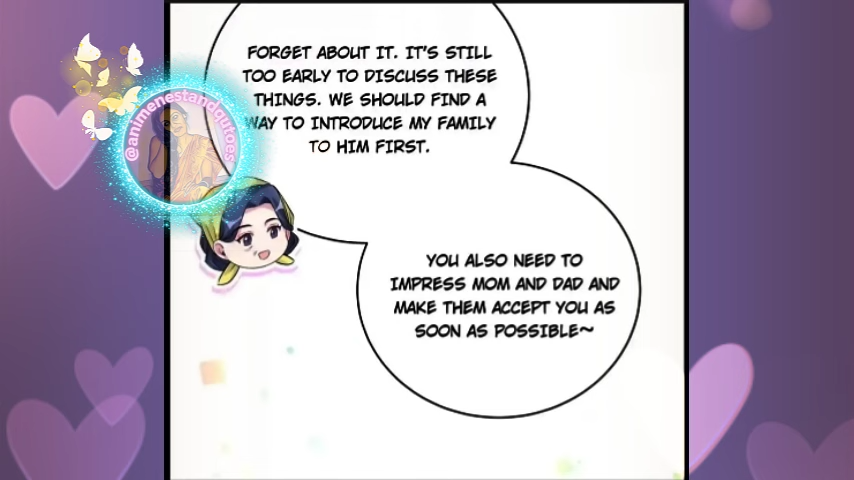 FORGET ABOUT IT. IT'S STILL
TOO EARLY TO DISCUSS THESE
THINGS. WE SHOULD FIND A
WAY TO INTRODUCE MY FAMILY
TO HIM FIRST.
@animenestandqutoes
YOU ALSO NEED TO
IMPRESS MOM AND DAD AND
MAKE THEM ACCEPT YOU AS
SOON AS POSSIBLE~